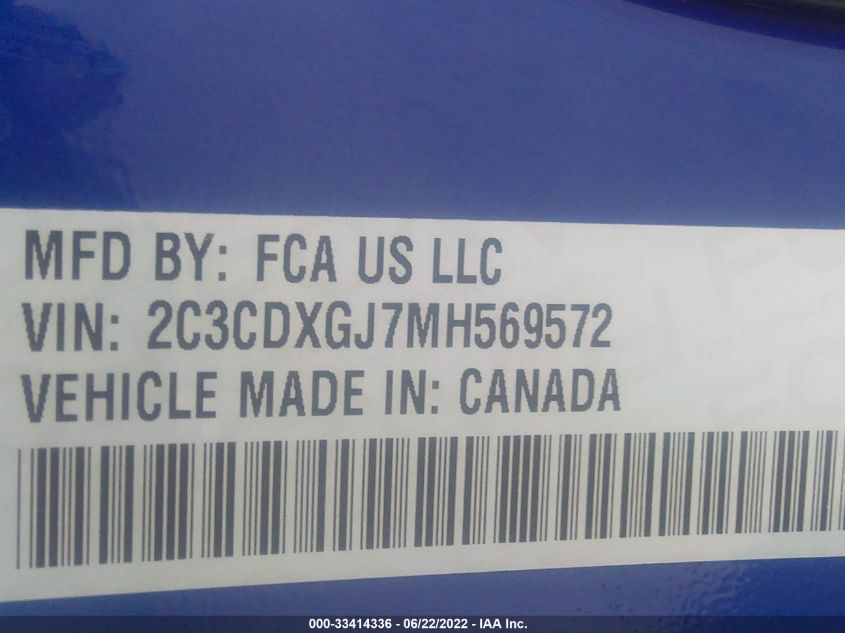 MFD BY: FCA US LLC
VIN: 2C3CDXGJ7MH569572
VEHICLE MADE IN: CANADA
000-33414336 - 06/22/2022 - IAA Inc.